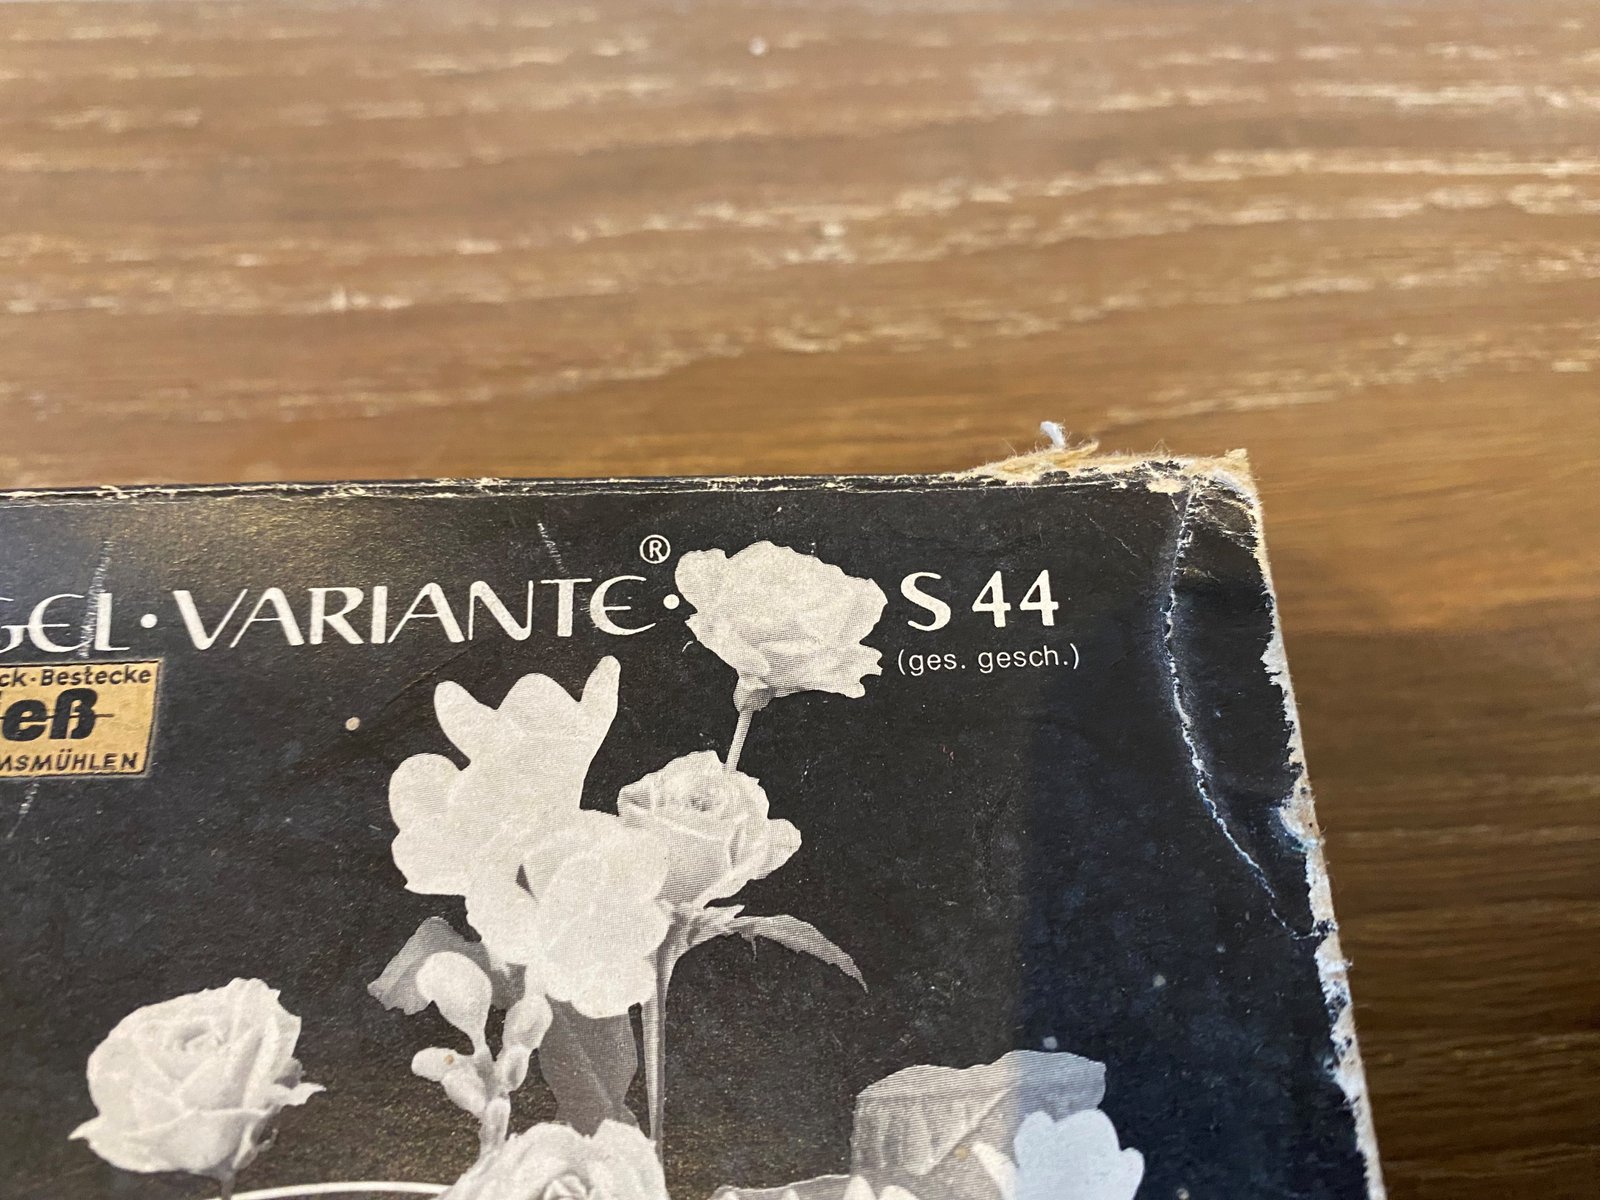 GEL·VARIANTE®· S 44
(ges. gesch.)
ck·Bestecke
eß
MSMÜHLEN